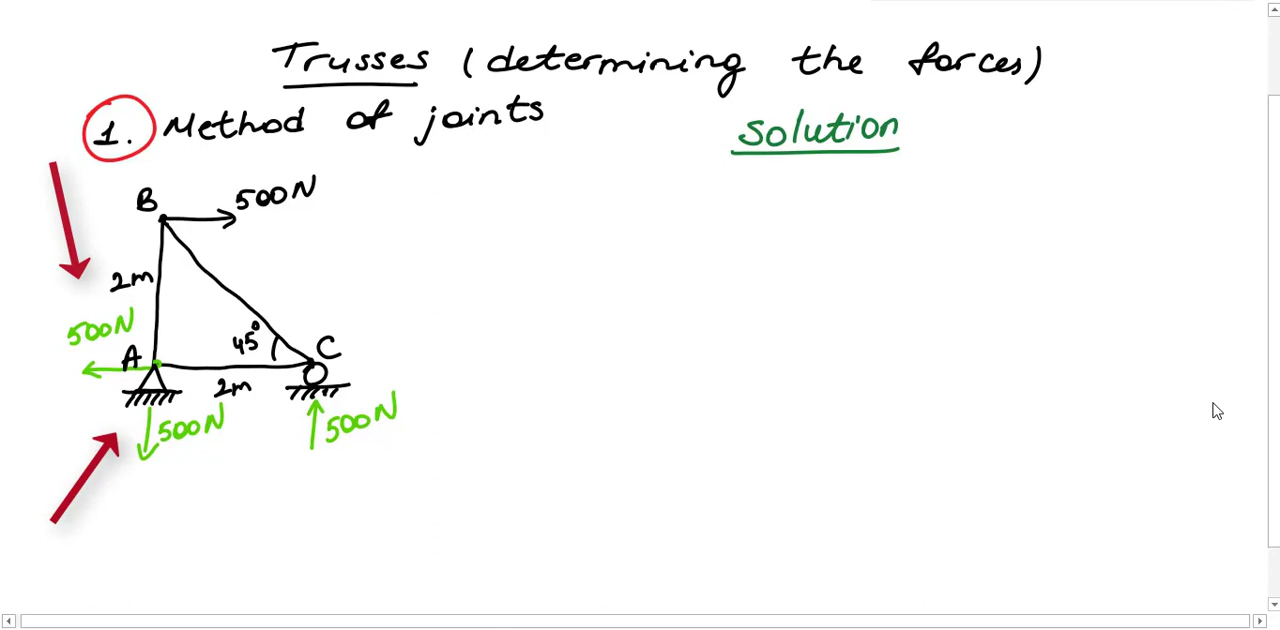 Trusses (determining the forces)
1. Method of joints
Solution
B
500N
2m
500N
A
45°
C
2m
500N
500N